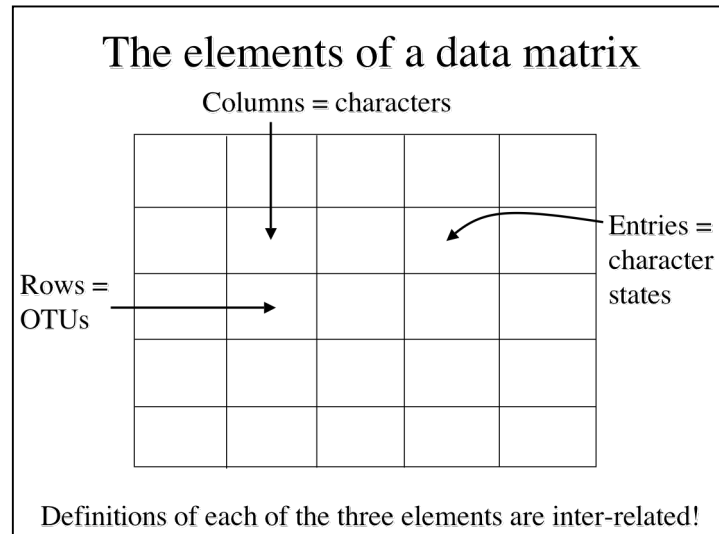 The elements of a data matrix
Columns = characters
Entries =
character
states
Rows =
OTUs
Definitions of each of the three elements are inter-related!